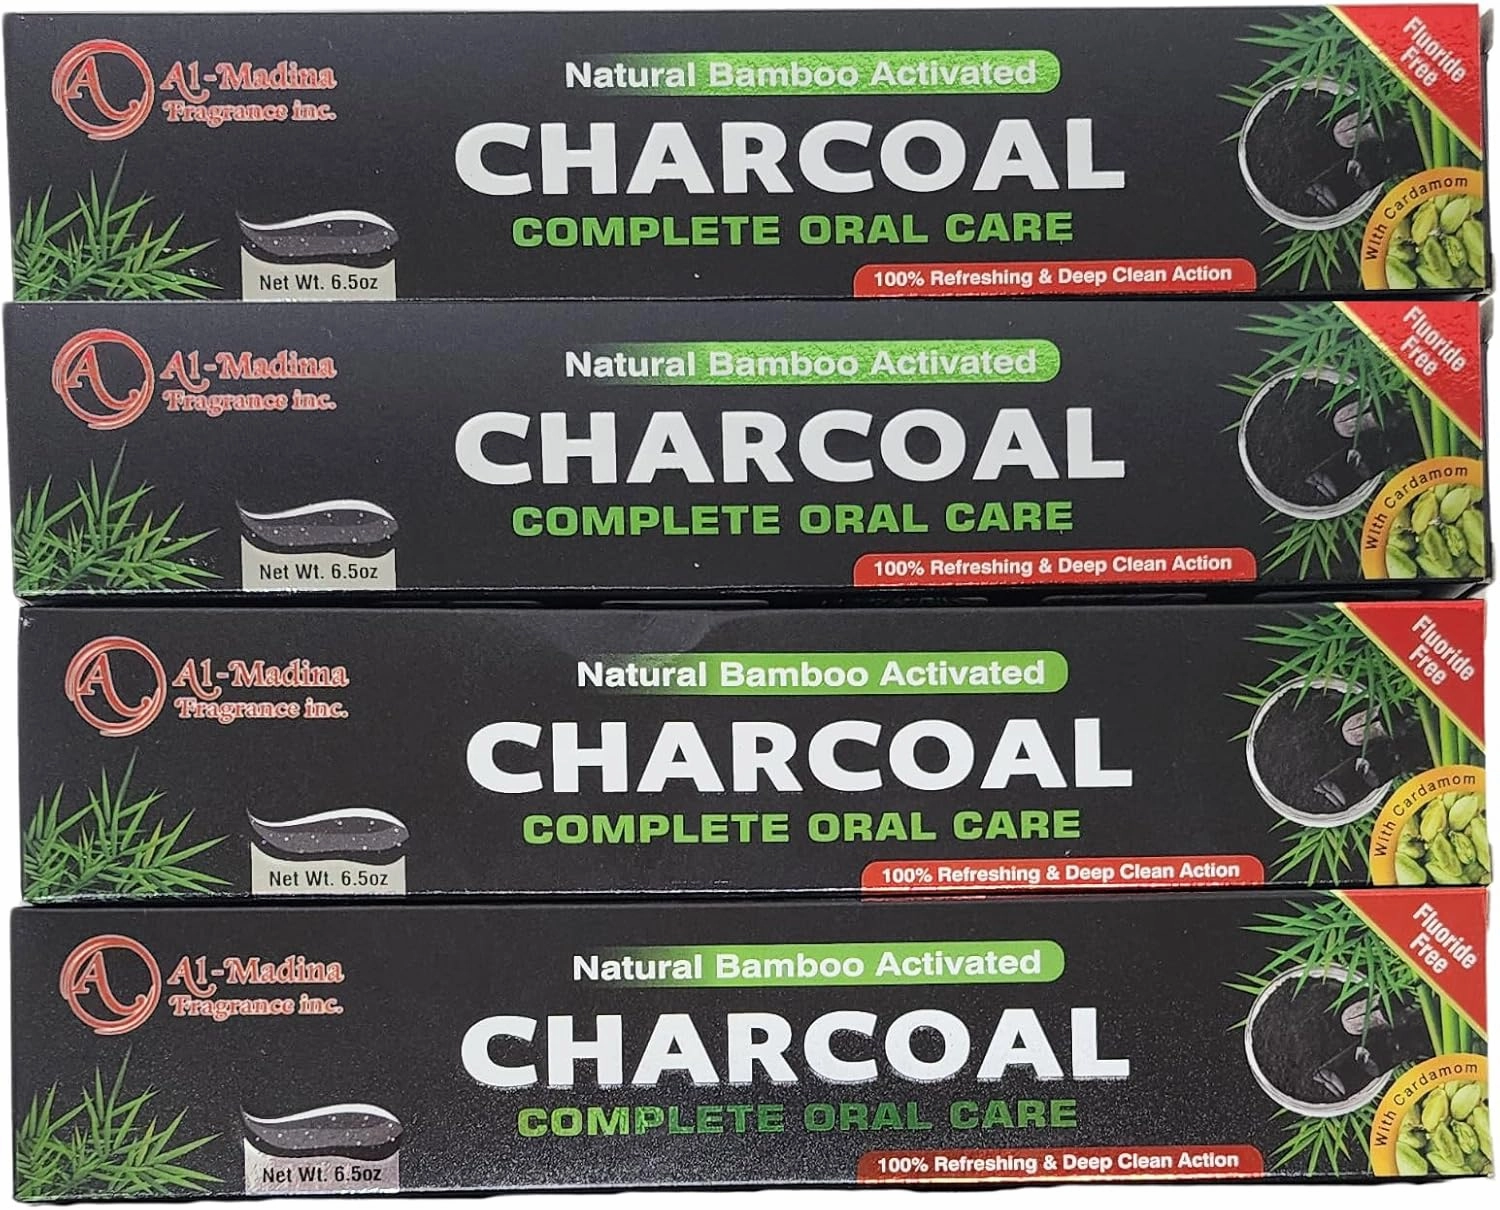 Al-Madina
Fragrance inc.
Natural Bamboo Activated
CHARCOAL
COMPLETE ORAL CARE
100% Refreshing & Deep Clean Action
Net Wt. 6.5oz
Fluoride
Free
With Cardamom
Al-Madina
Fragrance inc.
Natural Bamboo Activated
CHARCOAL
COMPLETE ORAL CARE
100% Refreshing & Deep Clean Action
Net Wt. 6.5oz
Fluoride
Free
With Cardamom
Al-Madina
Fragrance inc.
Natural Bamboo Activated
CHARCOAL
COMPLETE ORAL CARE
100% Refreshing & Deep Clean Action
Net Wt. 6.5oz
Fluoride
Free
With Cardamom
Al-Madina
Fragrance inc.
Natural Bamboo Activated
CHARCOAL
COMPLETE ORAL CARE
100% Refreshing & Deep Clean Action
Net Wt. 6.5oz
Fluoride
Free
With Cardamom